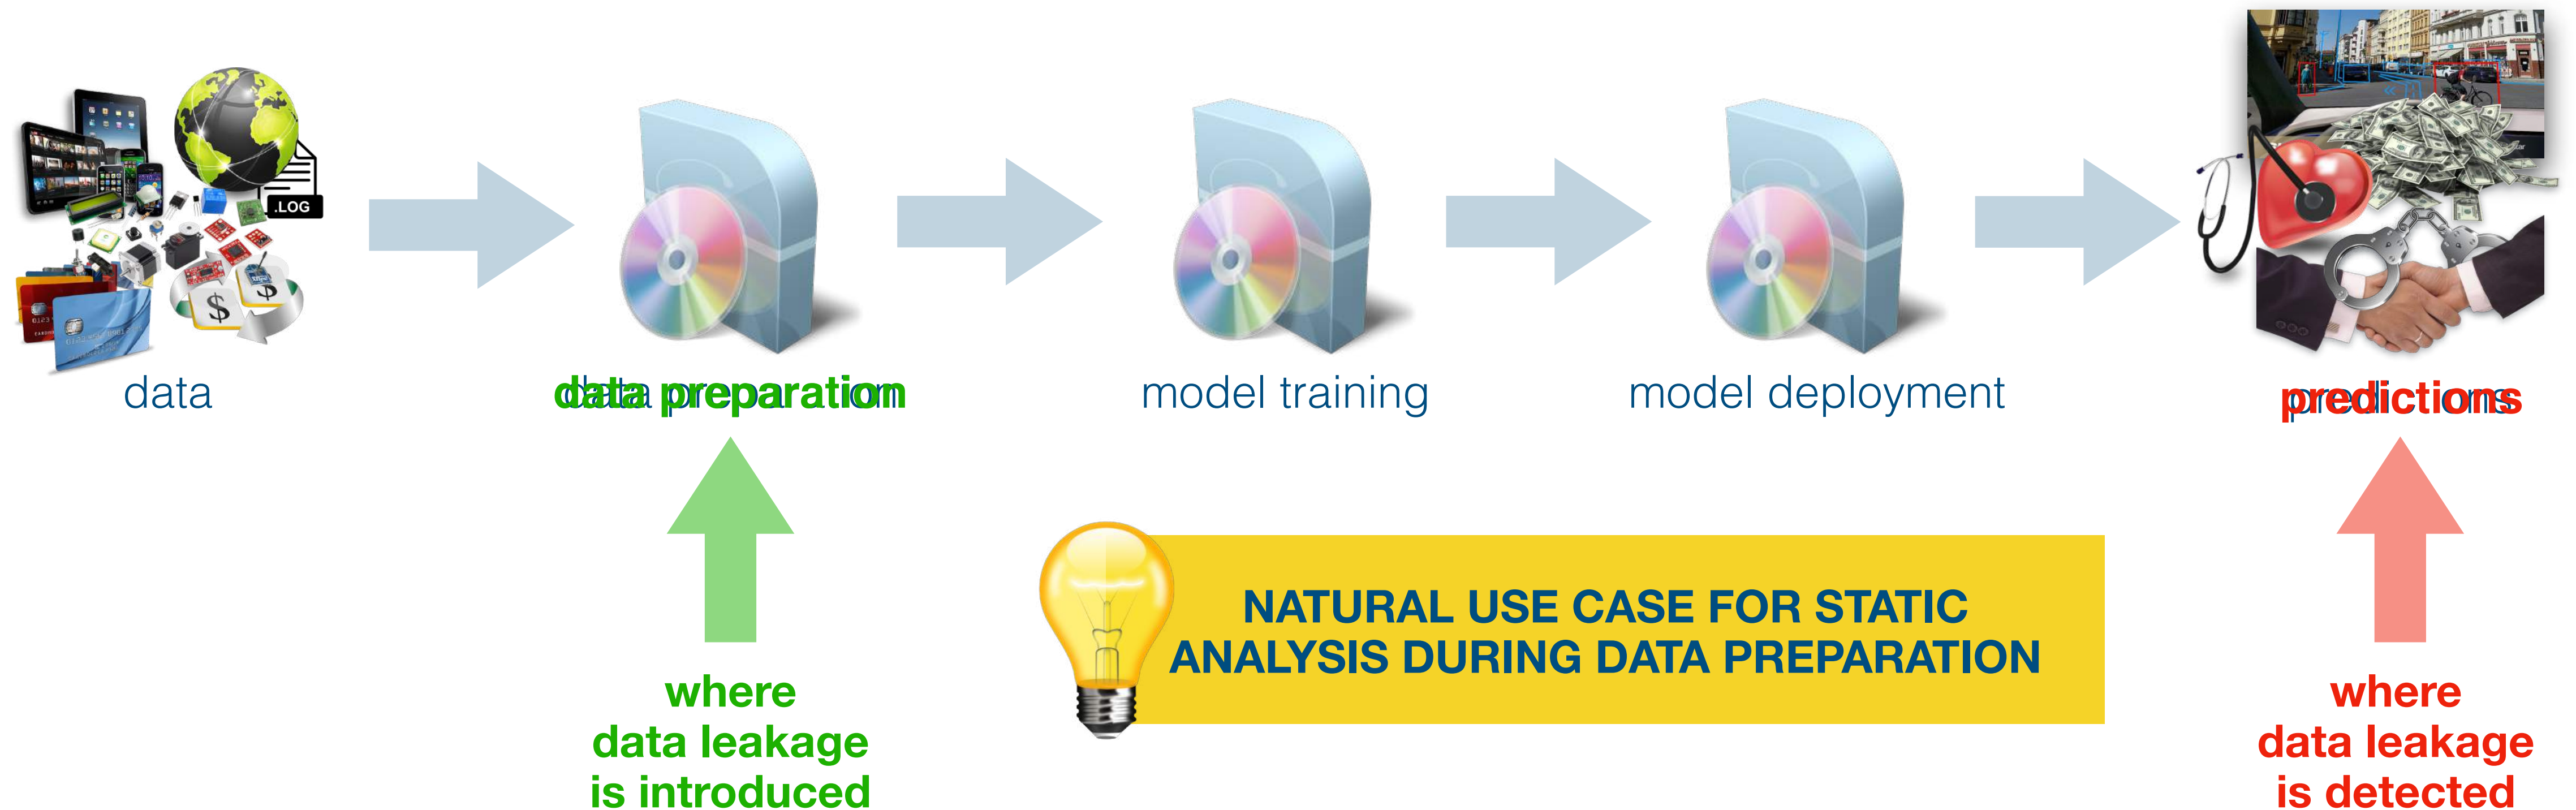 .LOG
data
data preparation
model training
model deployment
predictions
NATURAL USE CASE FOR STATIC
ANALYSIS DURING DATA PREPARATION
where
data leakage
is introduced
where
data leakage
is detected